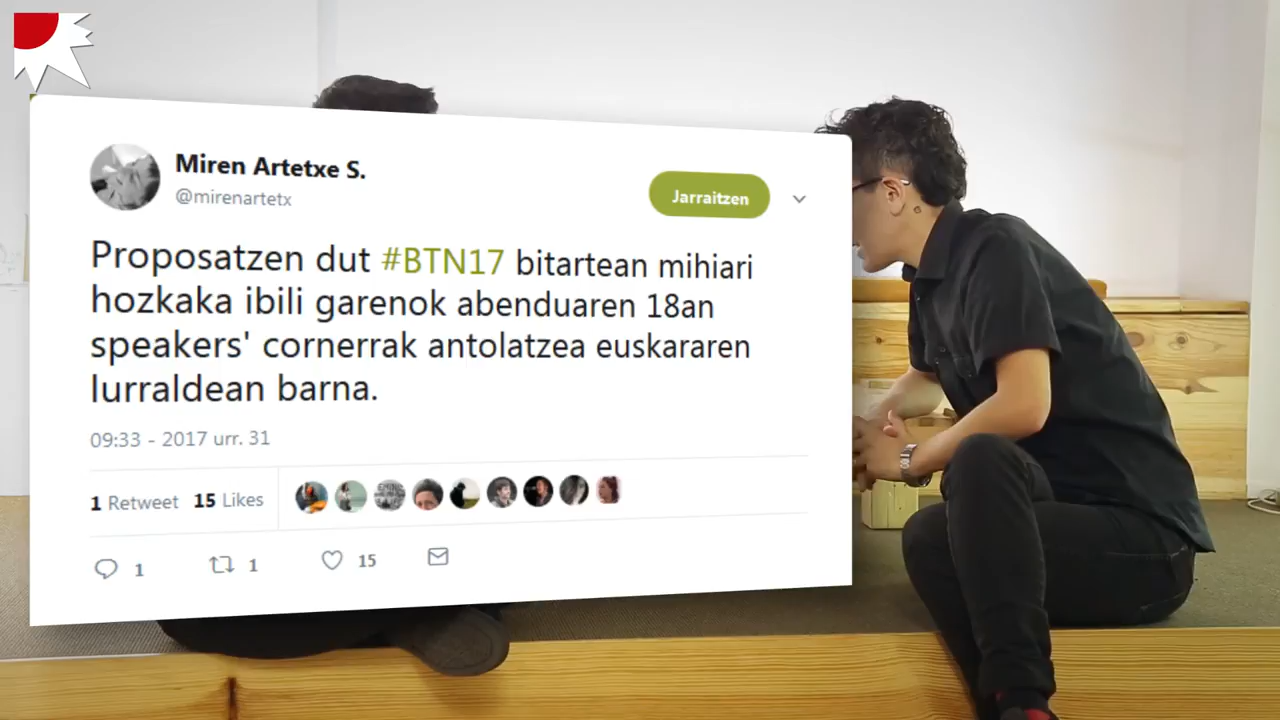 Miren Artetxe S.
@mirenartetx
Jarraitzen
Proposatzen dut #BTN17 bitartean mihiari
hozkaka ibili garenok abenduaren 18an
speakers' cornerrak antolatzea euskararen
lurraldean barna.
09:33 - 2017 urr. 31
1 Retweet 15 Likes
1 1 15